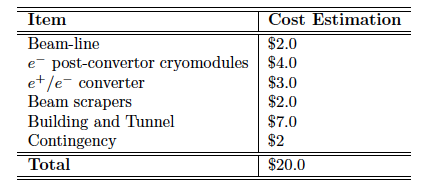 Item Cost Estimation
Beam-line $2.0
e⁻ post-convertor cryomodules $4.0
e⁺/e⁻ converter $3.0
Beam scrapers $2.0
Building and Tunnel $7.0
Contingency $2
Total $20.0